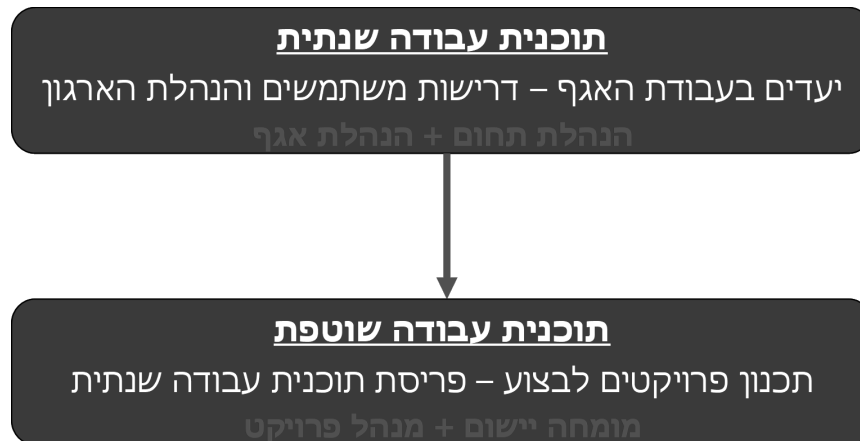 תוכנית עבודה שנתית
יעדים בעבודת האגף – דרישות משתמשים והנהלת הארגון
הנהלת תחום + הנהלת אגף
תוכנית עבודה שוטפת
תכנון פרויקטים לבצוע – פריסת תוכנית עבודה שנתית
מומחה יישום + מנהל פרויקט